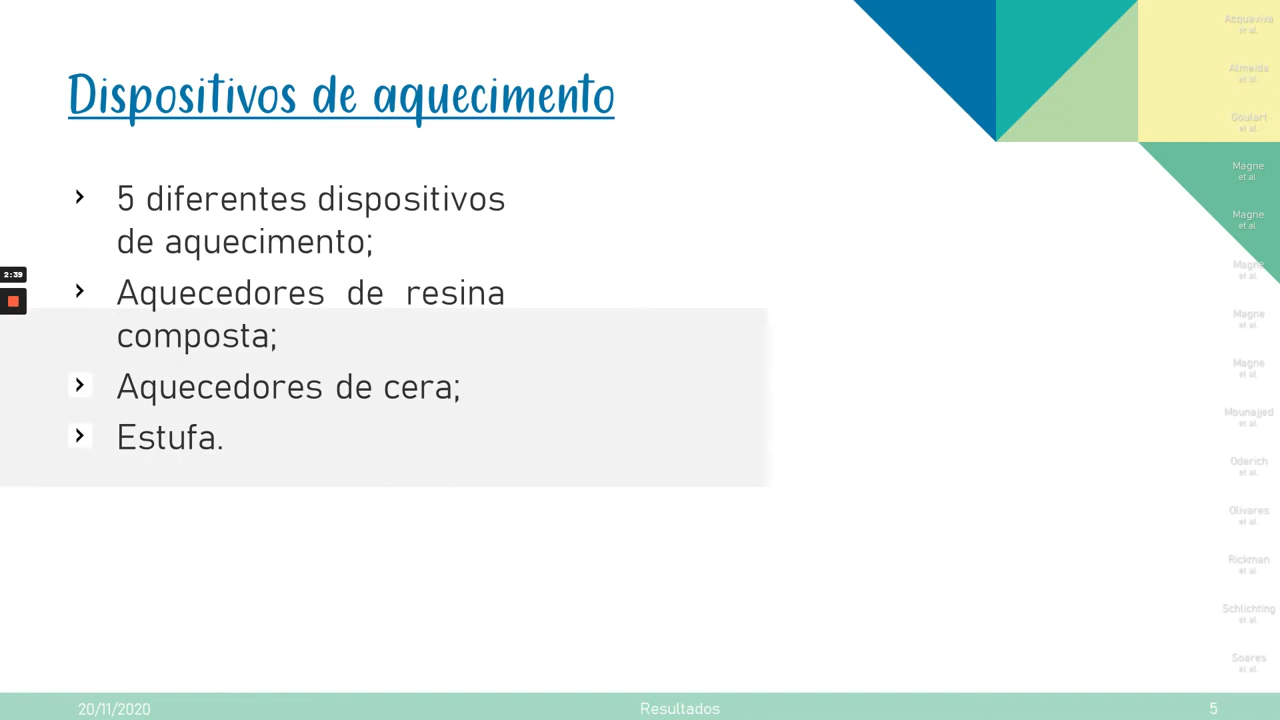 Dispositivos de aquecimento
5 diferentes dispositivos
de aquecimento;
Aquecedores de resina
composta;
Aquecedores de cera;
Estufa.
2:39
Acquaviva
et al.
Almeida
et al.
Goulart
et al.
Magne
et al.
Magne
et al.
Magne
et al.
Magne
et al.
Magne
et al.
Mounajjed
et al.
Oderich
et al.
Olivares
et al.
Rickman
et al.
Schlichting
et al.
Soares
et al.
20/11/2020
Resultados
5